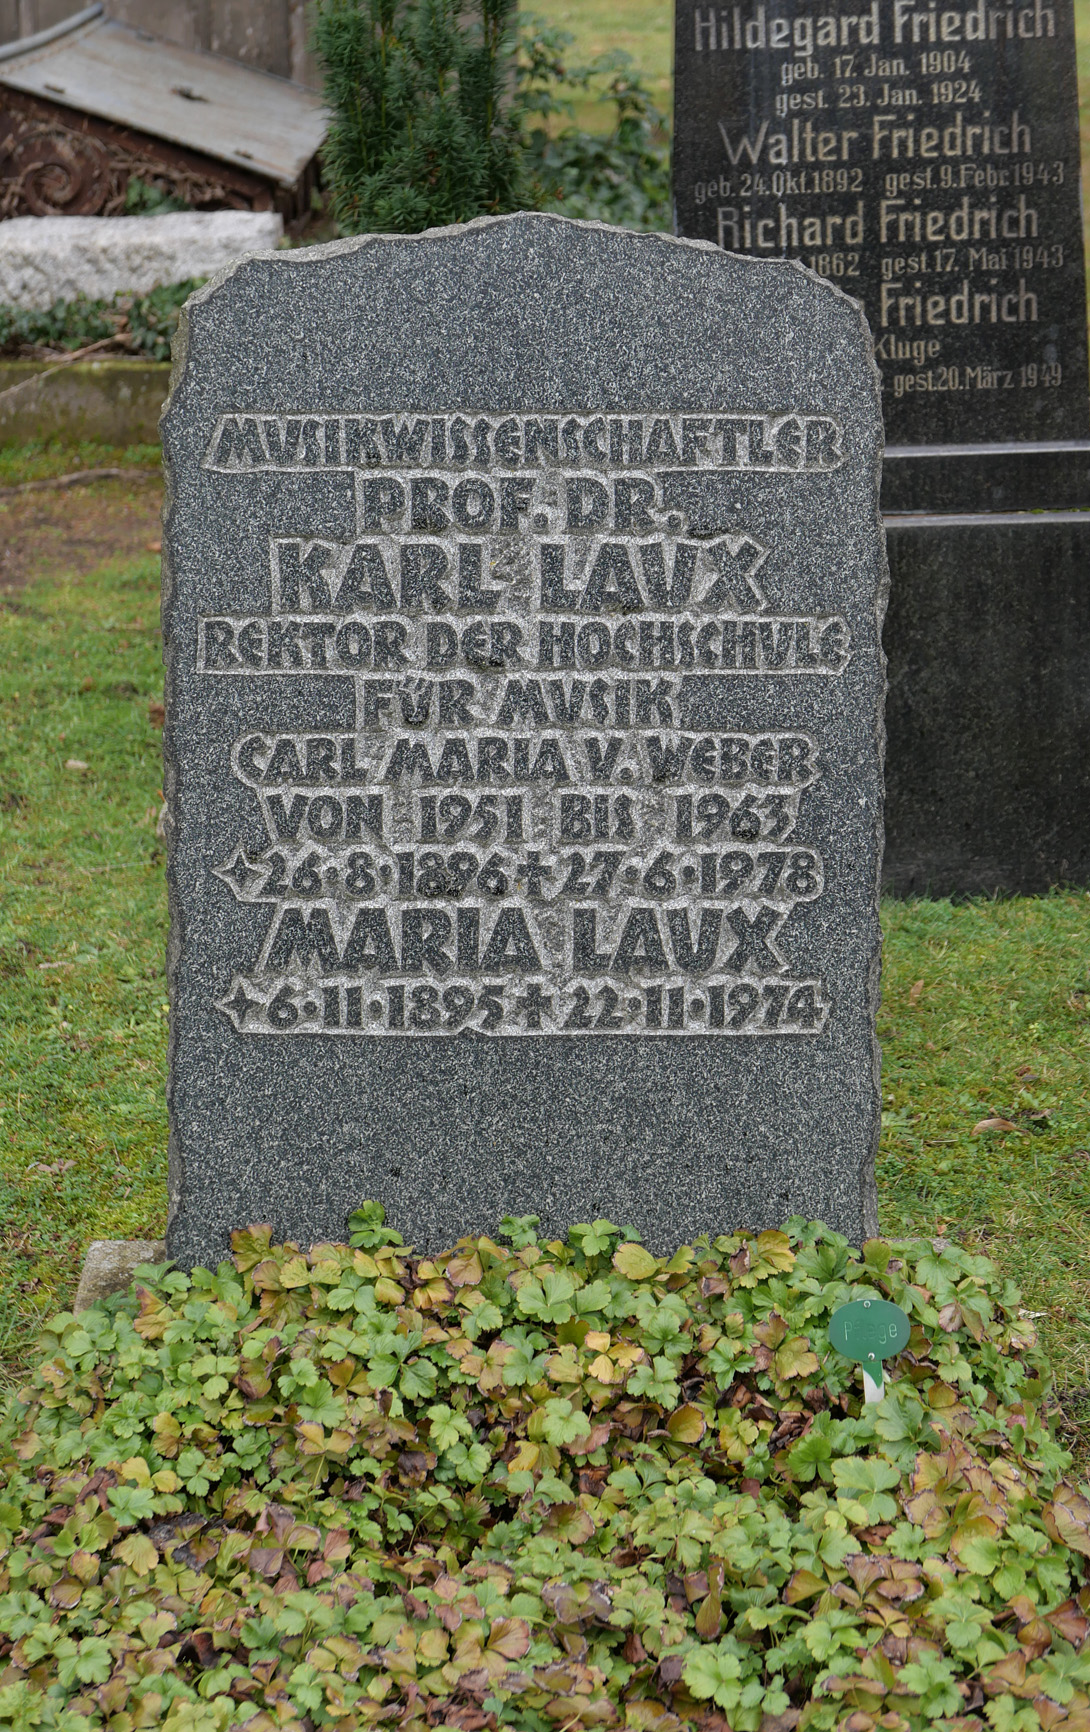 MUSIKWISSENSCHAFTLER
PROF. DR.
KARL LAUX
REKTOR DER HOCHSCHULE
FÜR MUSIK
CARL MARIA V. WEBER
VON 1951 BIS 1963
26·8·1896 27·6·1978
MARIA LAUX
6·11·1895 22·11·1974
Hildegard Friedrich
geb. 17. Jan. 1904
gest. 23. Jan. 1924
Walter Friedrich
geb. 24. Okt. 1892 gest. 9. Febr. 1943
Richard Friedrich
1862 gest. 17. Mai 1943
Friedrich
Kluge
gest. 20. März 1949
Pflege